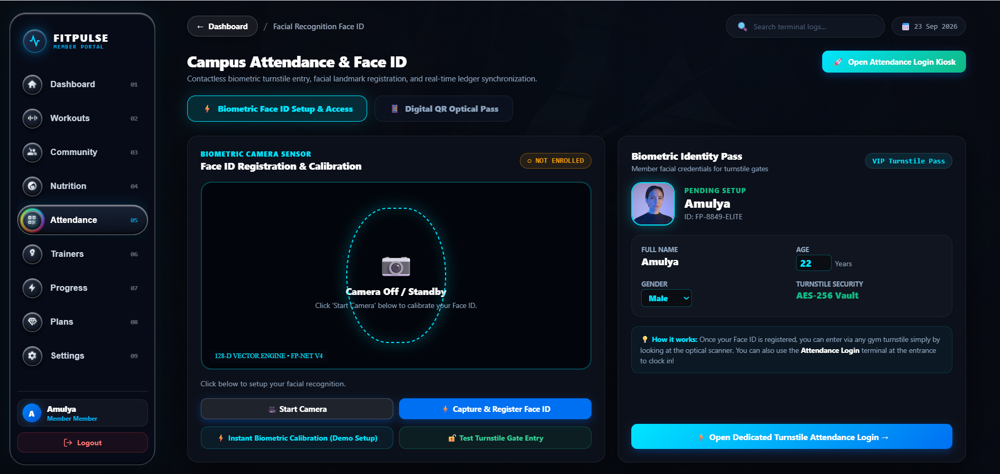 FITPULSE
MEMBER PORTAL
Dashboard 01
Workouts 02
Community 03
Nutrition 04
Attendance 05
Trainers 06
Progress 07
Plans 08
Settings 09
A
Amulya
Member Member
Logout
← Dashboard / Facial Recognition Face ID
Search terminal logs...
23 Sep 2026
Campus Attendance & Face ID
Contactless biometric turnstile entry, facial landmark registration, and real-time ledger synchronization.
Open Attendance Login Kiosk
Biometric Face ID Setup & Access
Digital QR Optical Pass
BIOMETRIC CAMERA SENSOR
Face ID Registration & Calibration
○ NOT ENROLLED
Camera Off / Standby
Click 'Start Camera' below to calibrate your Face ID.
128-D VECTOR ENGINE • FP-NET V4
Click below to setup your facial recognition.
Start Camera
Capture & Register Face ID
Instant Biometric Calibration (Demo Setup)
Test Turnstile Gate Entry
Biometric Identity Pass
Member facial credentials for turnstile gates
VIP Turnstile Pass
PENDING SETUP
Amulya
ID: FP-8849-ELITE
FULL NAME
Amulya
AGE
22 Years
GENDER
Male
TURNSTILE SECURITY
AES-256 Vault
How it works: Once your Face ID is registered, you can enter via any gym turnstile simply by
looking at the optical scanner. You can also use the Attendance Login terminal at the entrance
to clock in!
Open Dedicated Turnstile Attendance Login →